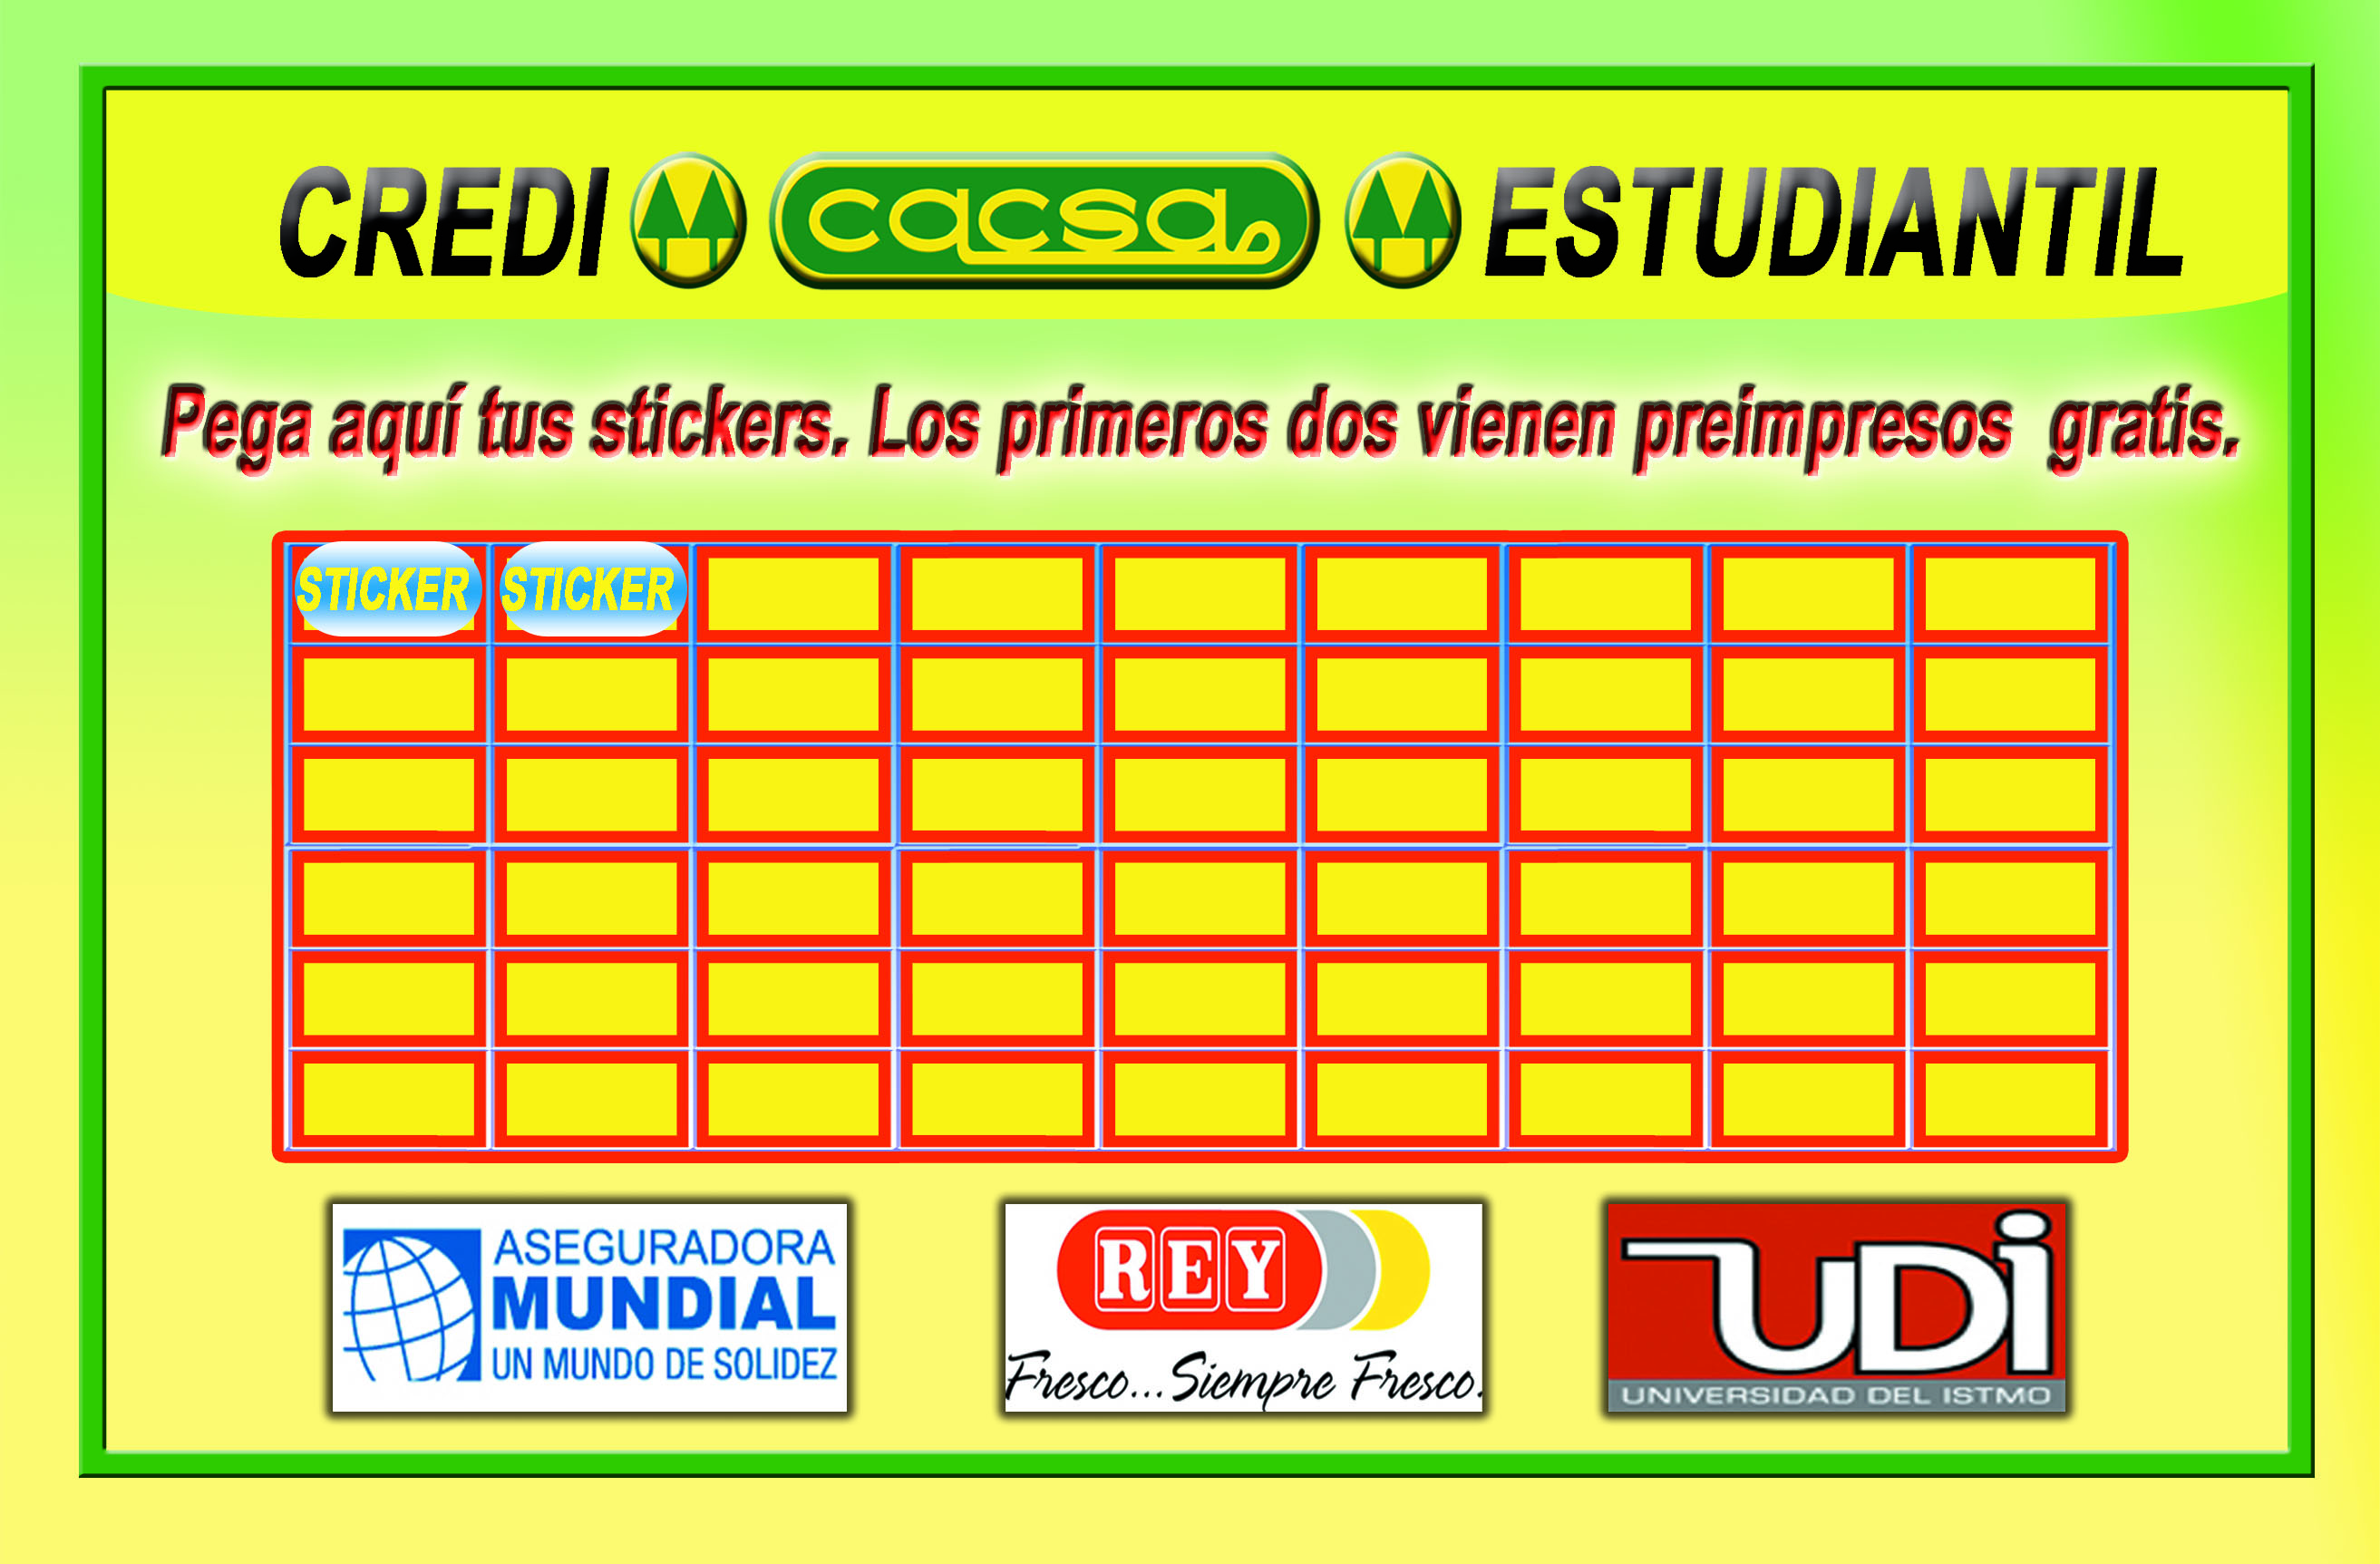 CREDI cacsa ESTUDIANTIL
Pega aquí tus stickers. Los primeros dos vienen preimpresos gratis.
STICKER STICKER
ASEGURADORA
MUNDIAL
UN MUNDO DE SOLIDEZ
REY
Fresco...Siempre Fresco.
UDI
UNIVERSIDAD DEL ISTMO